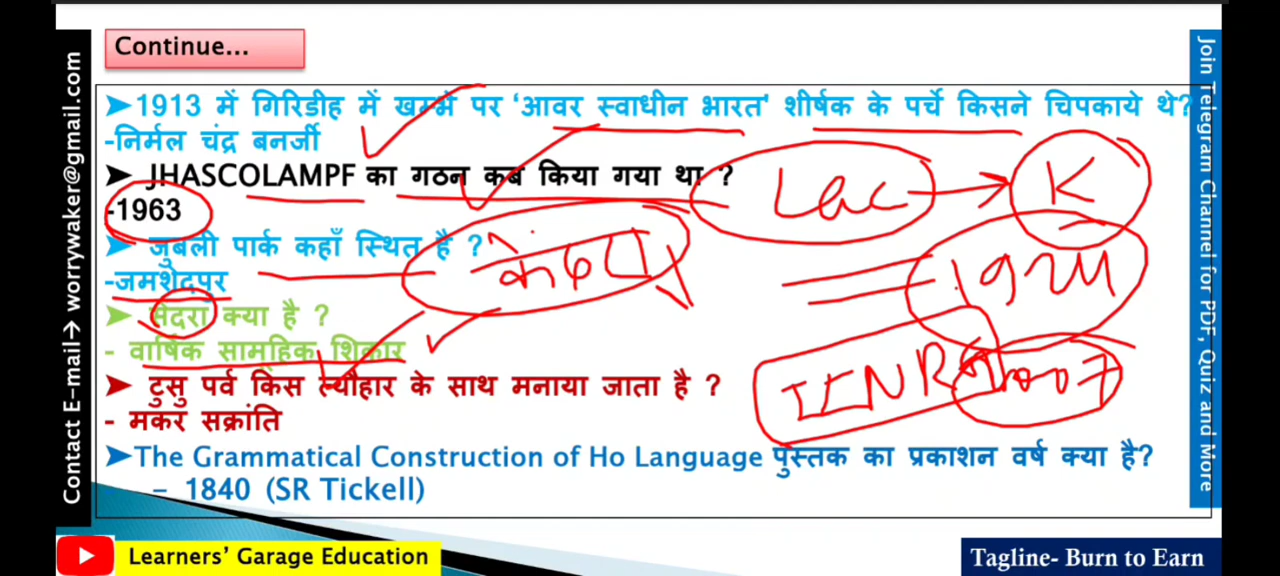 Continue...
➤1913 में गिरिडीह में खम्भे पर ‘आवर स्वाधीन भारत' शीर्षक के पर्चे किसने चिपकाये थे?
-निर्मल चंद्र बनर्जी
➤ JHASCOLAMPF का गठन कब किया गया था ?
-1963
➤ जुबली पार्क कहाँ स्थित है ?
-जमशेदपुर
➤ सेंदरा क्या है ?
- वार्षिक सामूहिक शिकार
➤ टुसु पर्व किस त्यौहार के साथ मनाया जाता है ?
- मकर सक्रांति
➤The Grammatical Construction of Ho Language पुस्तक का प्रकाशन वर्ष क्या है?
– 1840 (SR Tickell)
Lac
K
Contact E-mail→ worrywaker@gmail.com
Join Telegram Channel for PDF, Quiz and More
Learners’ Garage Education
Tagline- Burn to Earn